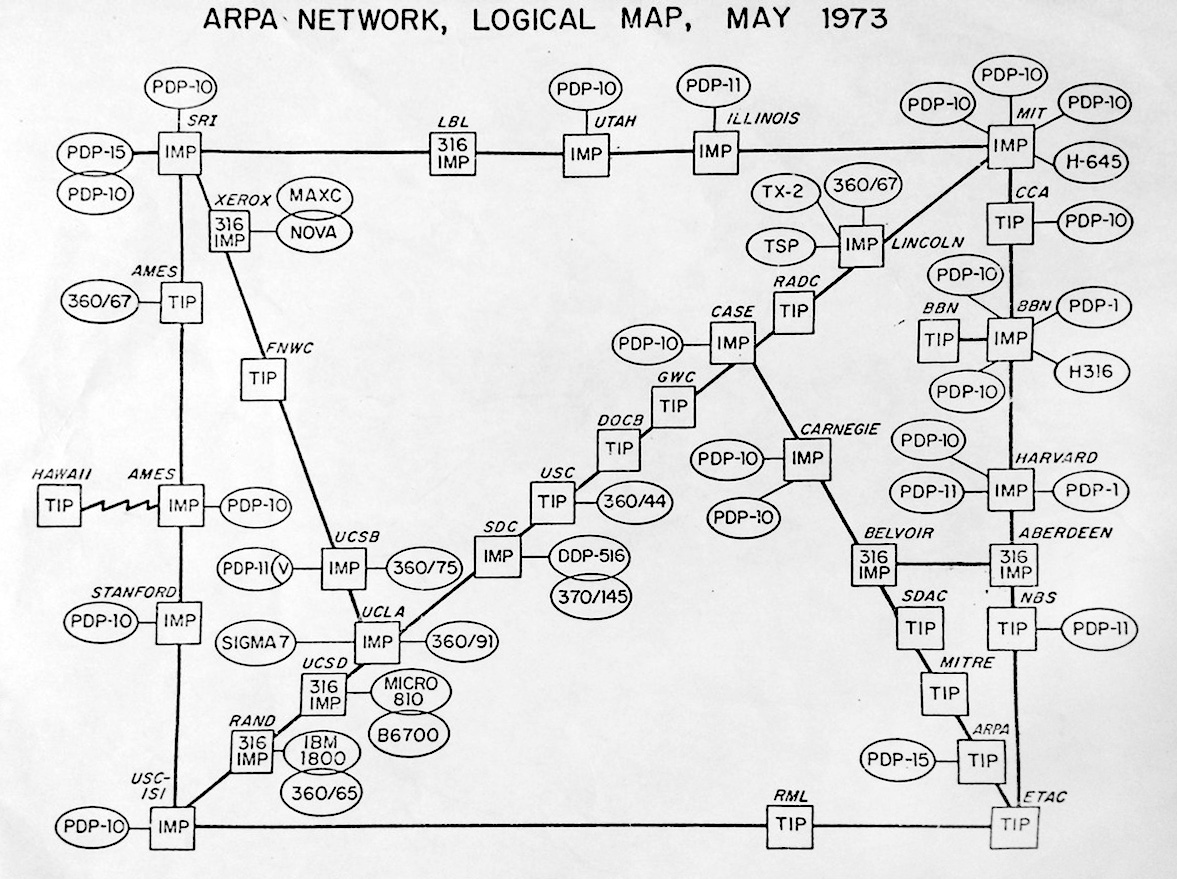 ARPA NETWORK, LOGICAL MAP, MAY 1973
PDP-10
SRI
IMP
PDP-15
PDP-10
LBL
316
IMP
PDP-10
UTAH
IMP
PDP-11
ILLINOIS
IMP
PDP-10
PDP-10
PDP-10
MIT
IMP
H-645
XEROX
316
IMP
MAXC
NOVA
TX-2
360/67
TSP
IMP
LINCOLN
CCA
TIP
PDP-10
AMES
360/67
TIP
RADC
TIP
PDP-10
BBN
TIP
BBN
IMP
PDP-1
PDP-10
H316
CASE
PDP-10
IMP
FNWC
TIP
GWC
TIP
DOCB
TIP
CARNEGIE
PDP-10
IMP
PDP-10
PDP-10
HARVARD
PDP-11
IMP
PDP-1
HAWAII
TIP
AMES
IMP
PDP-10
USC
TIP
360/44
SDC
IMP
DDP-516
370/145
UCSB
PDP-11 V
IMP
360/75
BELVOIR
316
IMP
ABERDEEN
316
IMP
STANFORD
PDP-10
IMP
UCLA
SIGMA 7
IMP
360/91
SDAC
TIP
NBS
TIP
PDP-11
UCSD
316
IMP
MICRO
810
B6700
MITRE
TIP
RAND
316
IMP
IBM
1800
360/65
ARPA
PDP-15
TIP
USC-
ISI
PDP-10
IMP
RML
TIP
ETAC
TIP